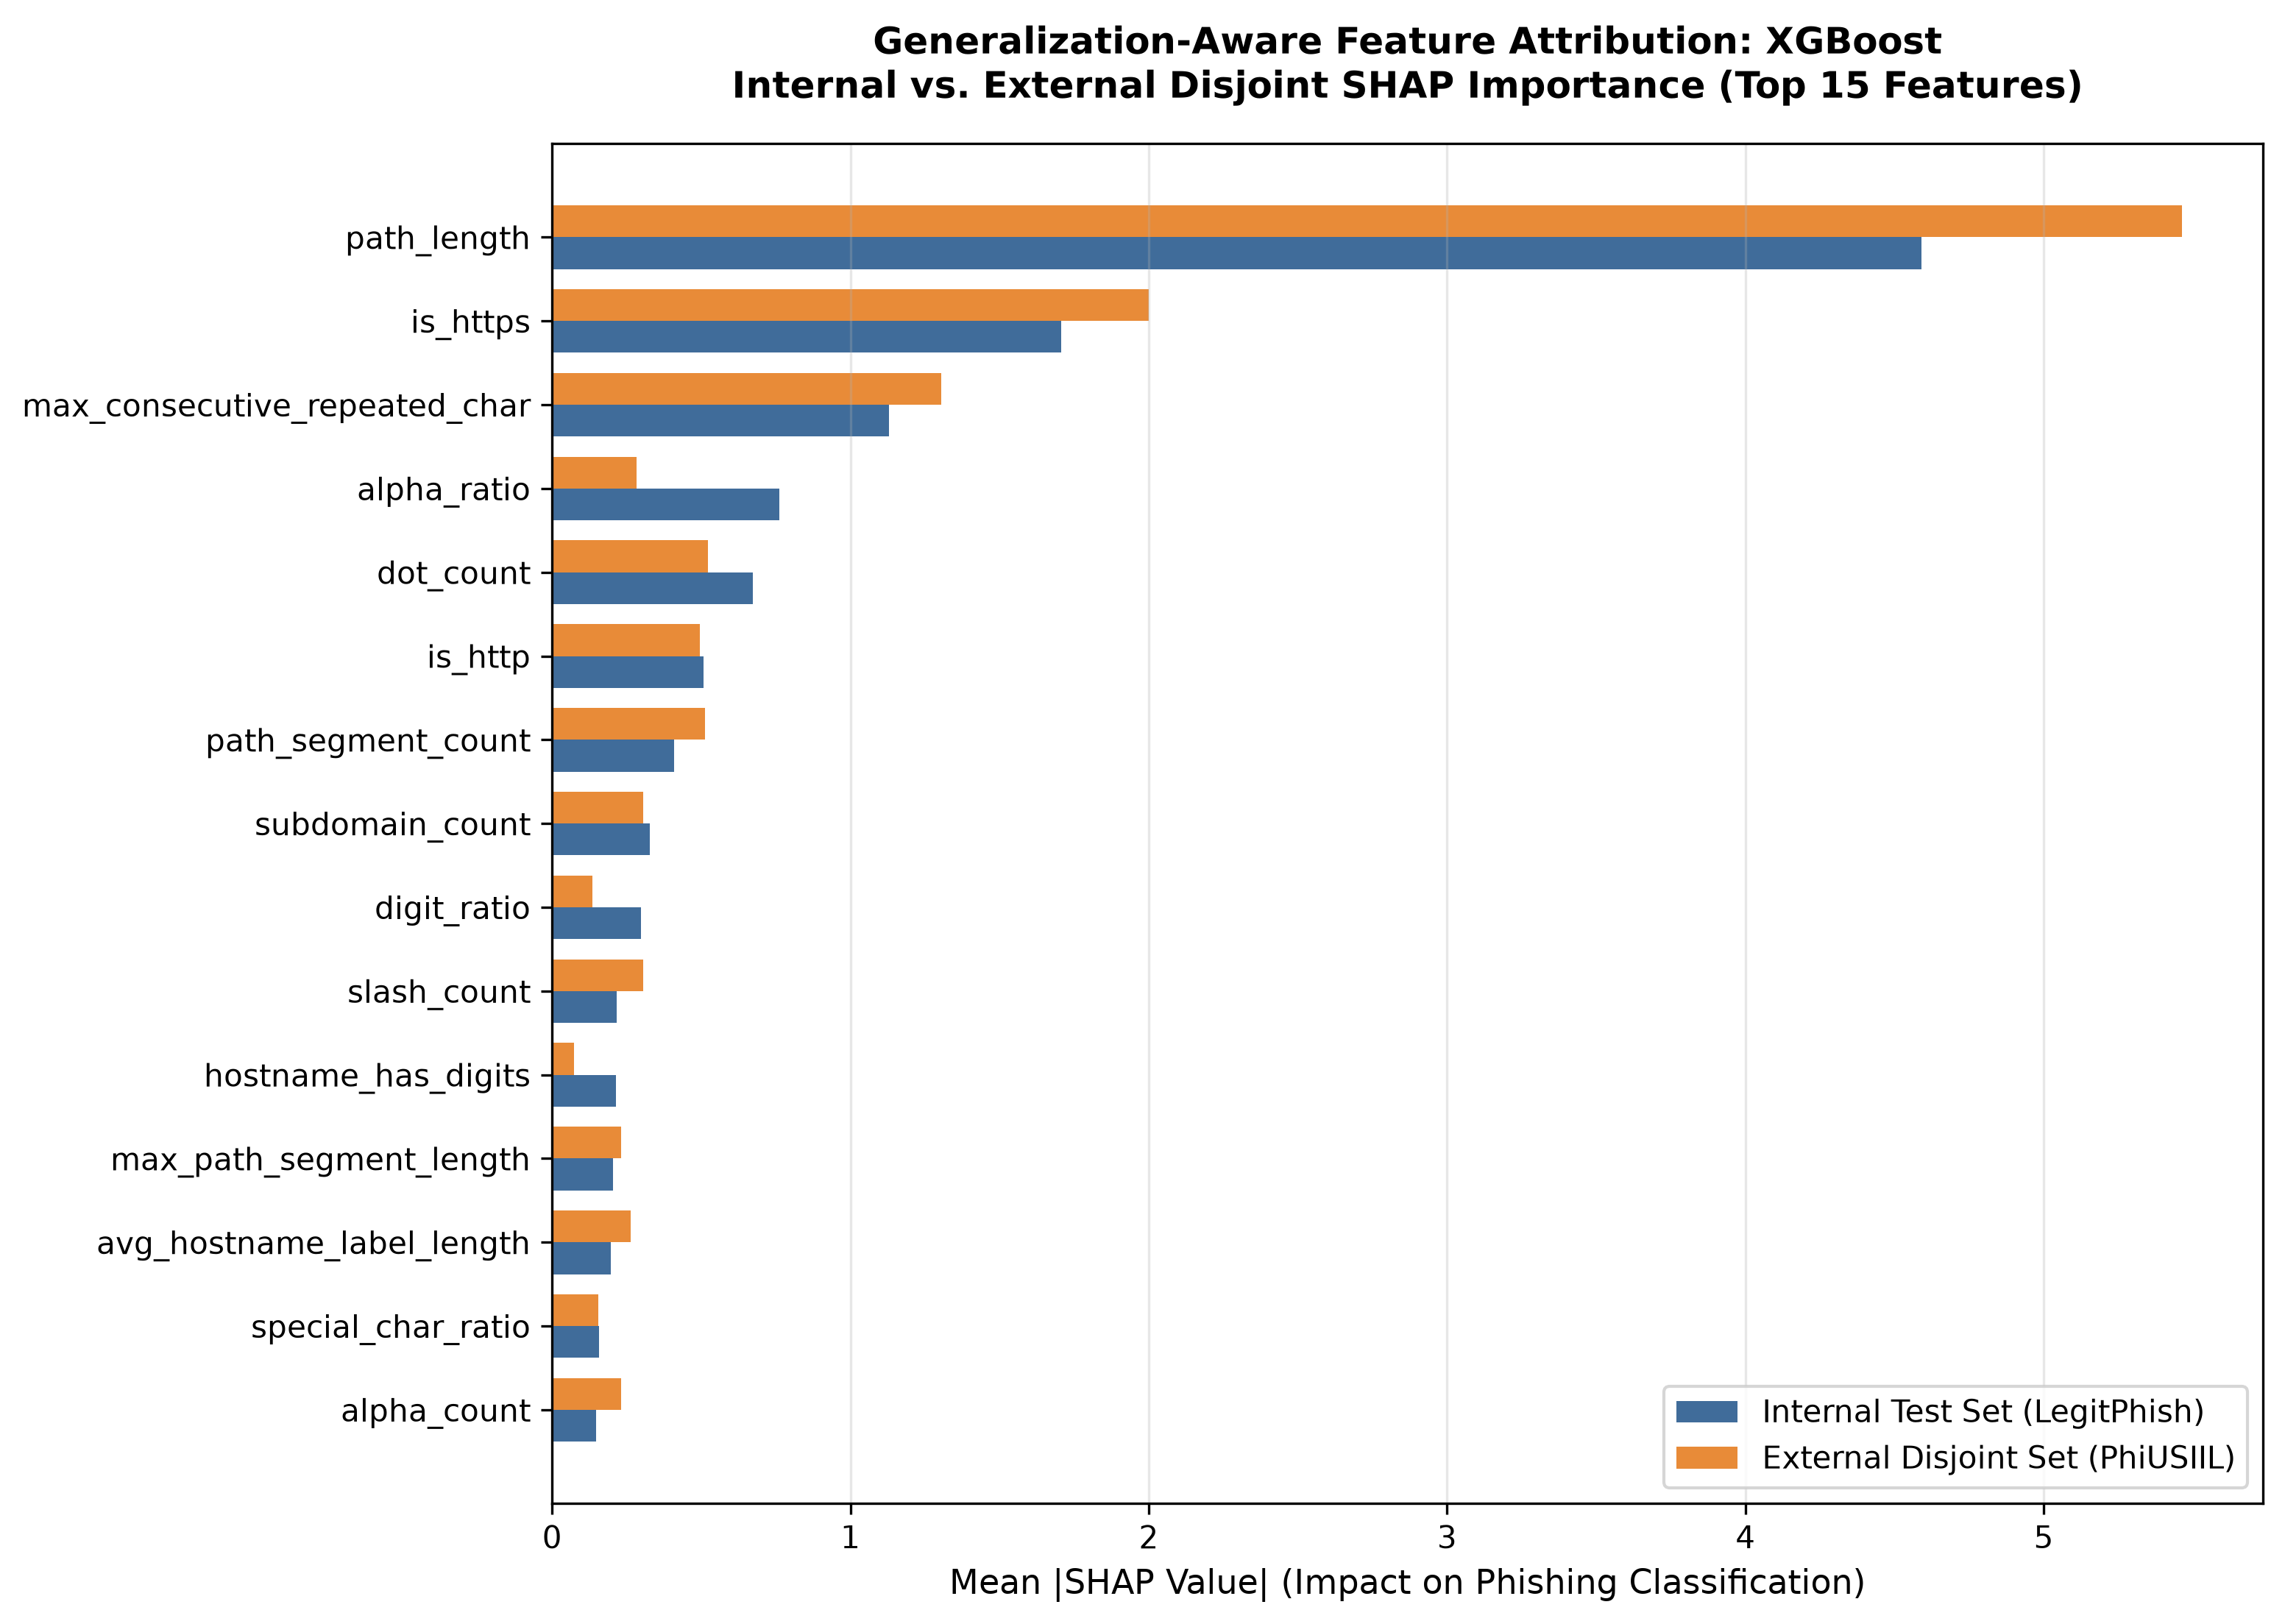 Generalization-Aware Feature Attribution: XGBoost
Internal vs. External Disjoint SHAP Importance (Top 15 Features)
path_length
is_https
max_consecutive_repeated_char
alpha_ratio
dot_count
is_http
path_segment_count
subdomain_count
digit_ratio
slash_count
hostname_has_digits
max_path_segment_length
avg_hostname_label_length
special_char_ratio
alpha_count
Internal Test Set (LegitPhish)
External Disjoint Set (PhiUSIIL)
0 1 2 3 4 5
Mean |SHAP Value| (Impact on Phishing Classification)